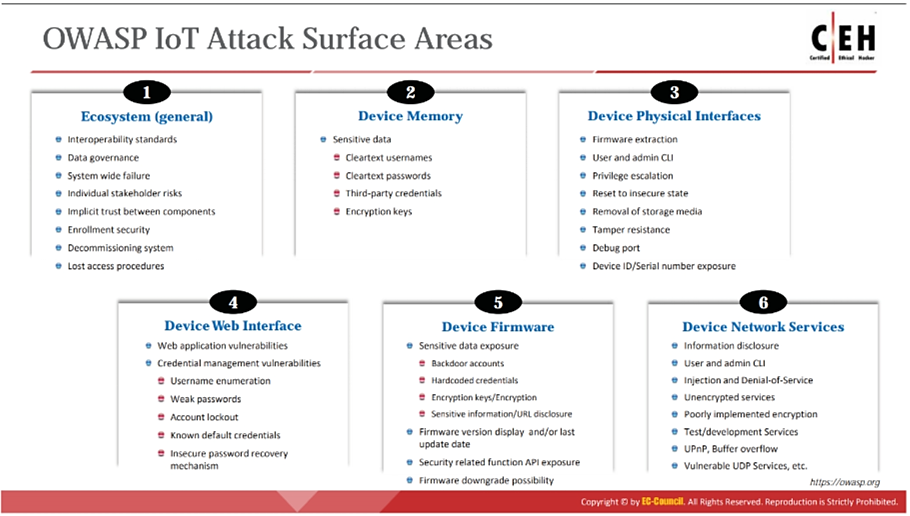 OWASP IoT Attack Surface Areas
CEH
Certified Ethical Hacker
1
Ecosystem (general)
Interoperability standards
Data governance
System wide failure
Individual stakeholder risks
Implicit trust between components
Enrollment security
Decommissioning system
Lost access procedures
2
Device Memory
Sensitive data
Cleartext usernames
Cleartext passwords
Third-party credentials
Encryption keys
3
Device Physical Interfaces
Firmware extraction
User and admin CLI
Privilege escalation
Reset to insecure state
Removal of storage media
Tamper resistance
Debug port
Device ID/Serial number exposure
4
Device Web Interface
Web application vulnerabilities
Credential management vulnerabilities
Username enumeration
Weak passwords
Account lockout
Known default credentials
Insecure password recovery
mechanism
5
Device Firmware
Sensitive data exposure
Backdoor accounts
Hardcoded credentials
Encryption keys/Encryption
Sensitive information/URL disclosure
Firmware version display and/or last
update date
Security related function API exposure
Firmware downgrade possibility
6
Device Network Services
Information disclosure
User and admin CLI
Injection and Denial-of-Service
Unencrypted services
Poorly implemented encryption
Test/development Services
UPnP, Buffer overflow
Vulnerable UDP Services, etc.
https://owasp.org
Copyright © by EC-Council. All Rights Reserved. Reproduction is Strictly Prohibited.